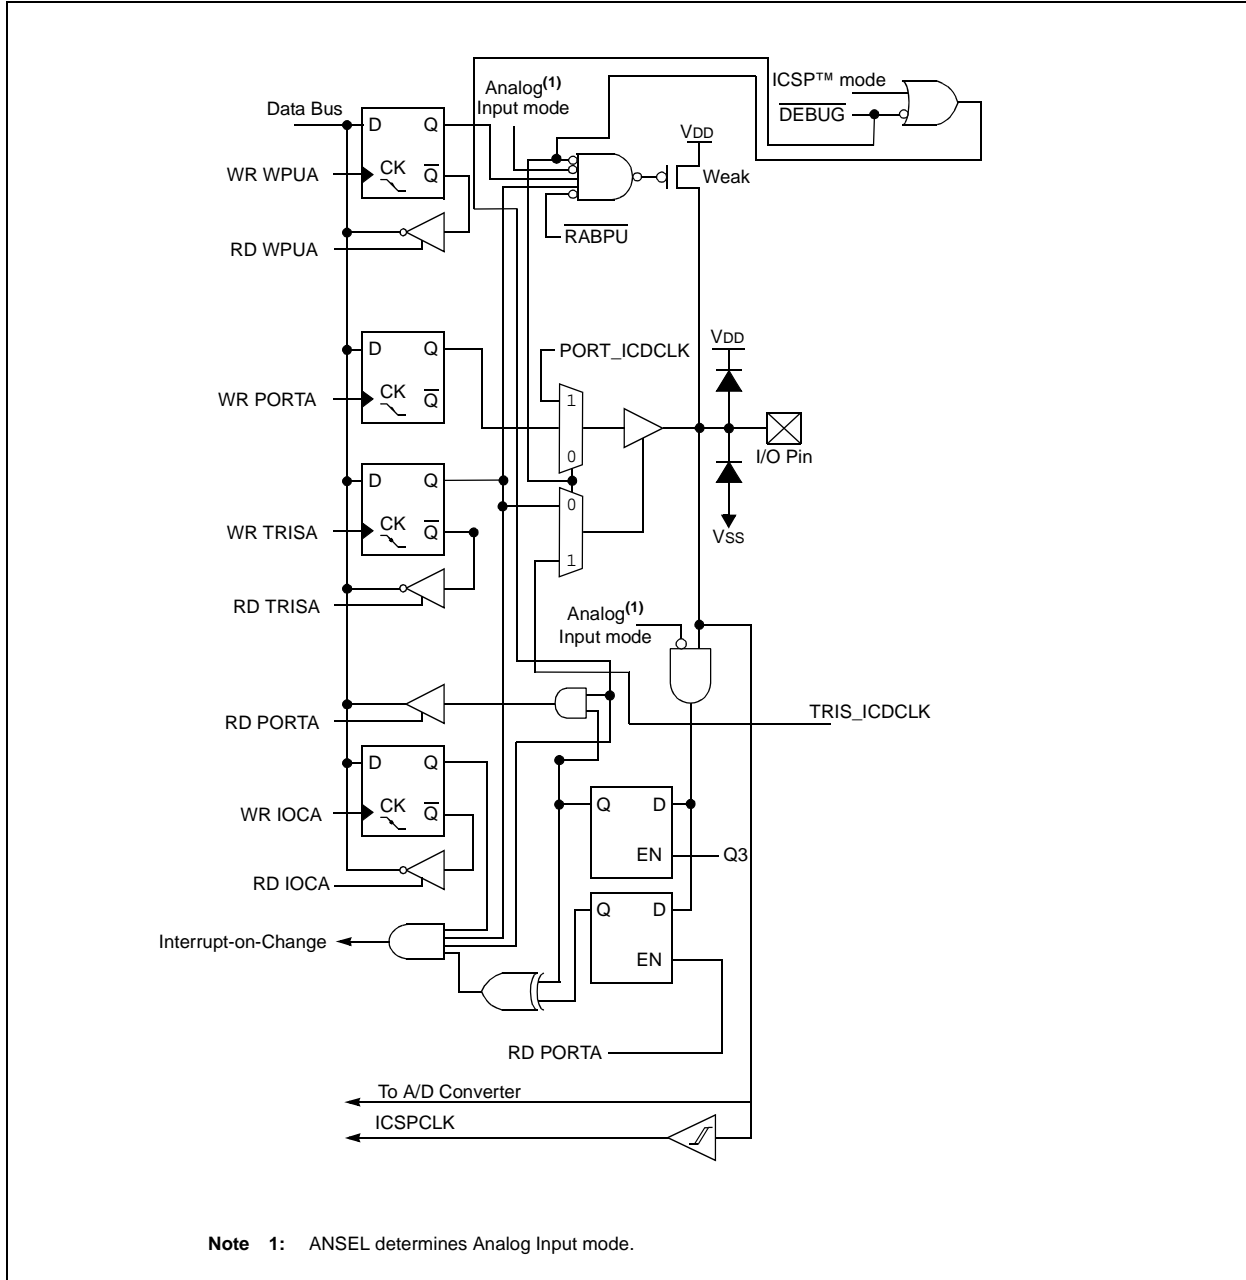 ICSP™ mode
Analog(1)
Input mode
Data Bus
DEBUG
VDD
D
Q
WR WPUA
CK
Q
Weak
RABPU
RD WPUA
VDD
PORT_ICDCLK
D
Q
1
CK
Q
WR PORTA
0
I/O Pin
D
Q
0
WR TRISA
CK
Q
VSS
1
RD TRISA
Analog(1)
Input mode
TRIS_ICDCLK
RD PORTA
D
Q
WR IOCA
CK
Q
Q
D
EN
Q3
RD IOCA
Q
D
Interrupt-on-Change
EN
RD PORTA
To A/D Converter
ICSPCLK
Note 1: ANSEL determines Analog Input mode.